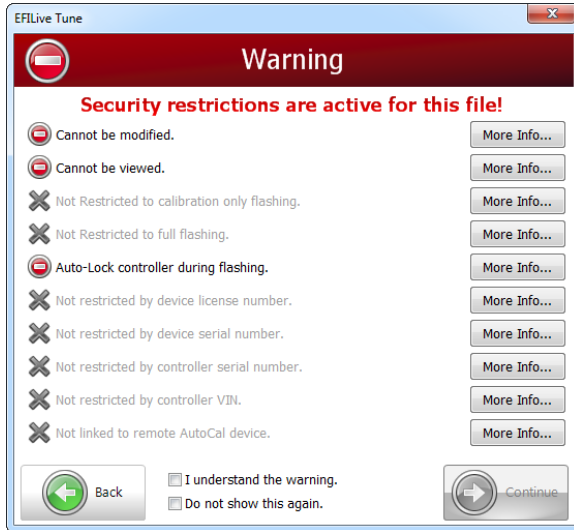 EFILive Tune
Warning
Security restrictions are active for this file!
Cannot be modified. More Info...
Cannot be viewed. More Info...
Not Restricted to calibration only flashing. More Info...
Not Restricted to full flashing. More Info...
Auto-Lock controller during flashing. More Info...
Not restricted by device license number. More Info...
Not restricted by device serial number. More Info...
Not restricted by controller serial number. More Info...
Not restricted by controller VIN. More Info...
Not linked to remote AutoCal device. More Info...
Back
I understand the warning.
Do not show this again.
Continue